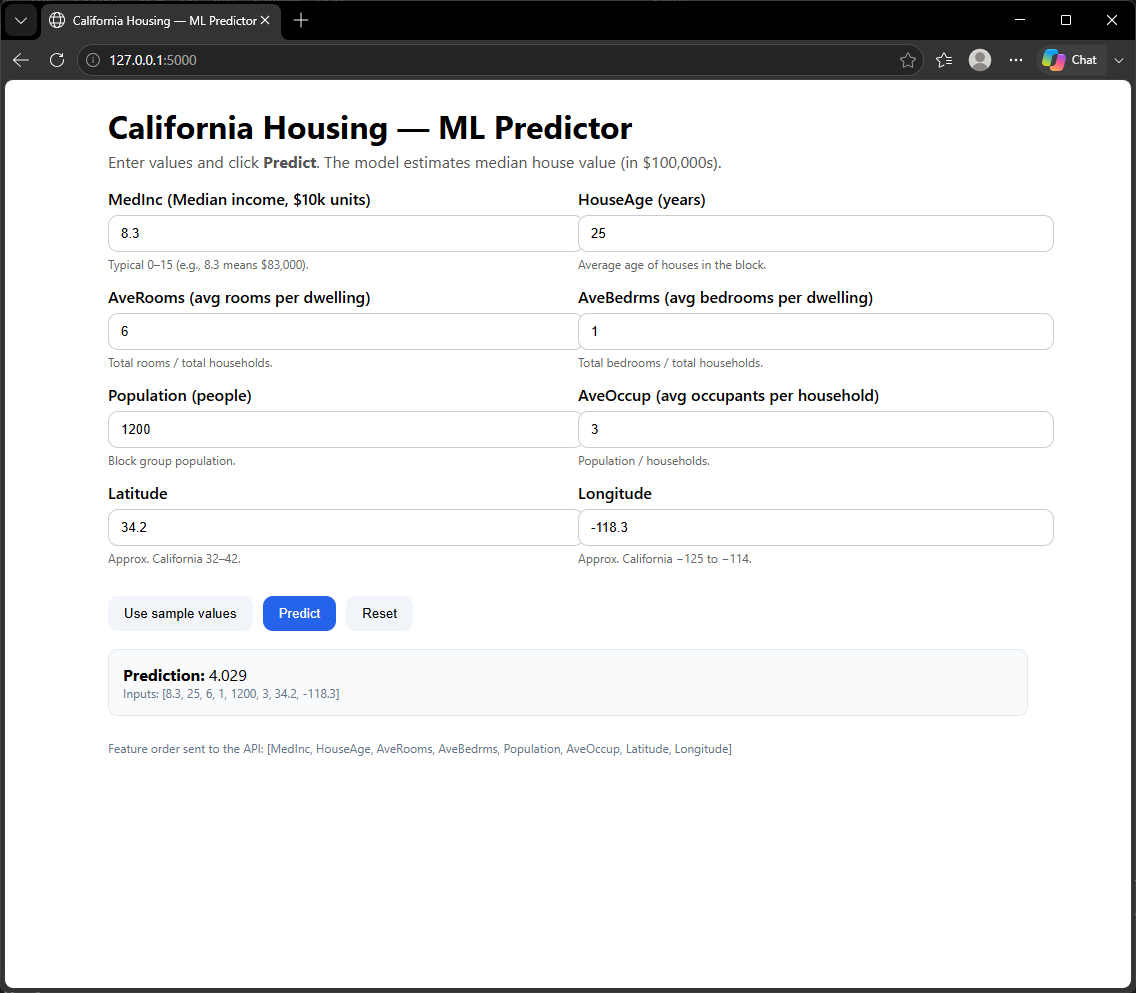 California Housing — ML Predictor
127.0.0.1:5000
Chat
California Housing — ML Predictor
Enter values and click Predict. The model estimates median house value (in $100,000s).
MedInc (Median income, $10k units)
HouseAge (years)
8.3
25
Typical 0–15 (e.g., 8.3 means $83,000).
Average age of houses in the block.
AveRooms (avg rooms per dwelling)
AveBedrms (avg bedrooms per dwelling)
6
1
Total rooms / total households.
Total bedrooms / total households.
Population (people)
AveOccup (avg occupants per household)
1200
3
Block group population.
Population / households.
Latitude
Longitude
34.2
-118.3
Approx. California 32–42.
Approx. California −125 to −114.
Use sample values
Predict
Reset
Prediction: 4.029
Inputs: [8.3, 25, 6, 1, 1200, 3, 34.2, -118.3]
Feature order sent to the API: [MedInc, HouseAge, AveRooms, AveBedrms, Population, AveOccup, Latitude, Longitude]